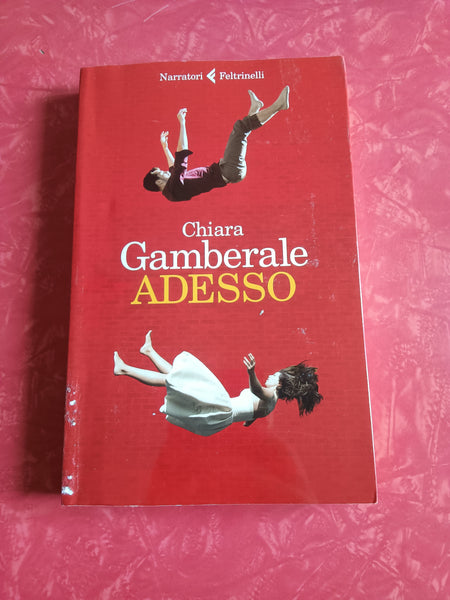 Narratori Feltrinelli
Chiara
Gamberale
ADESSO